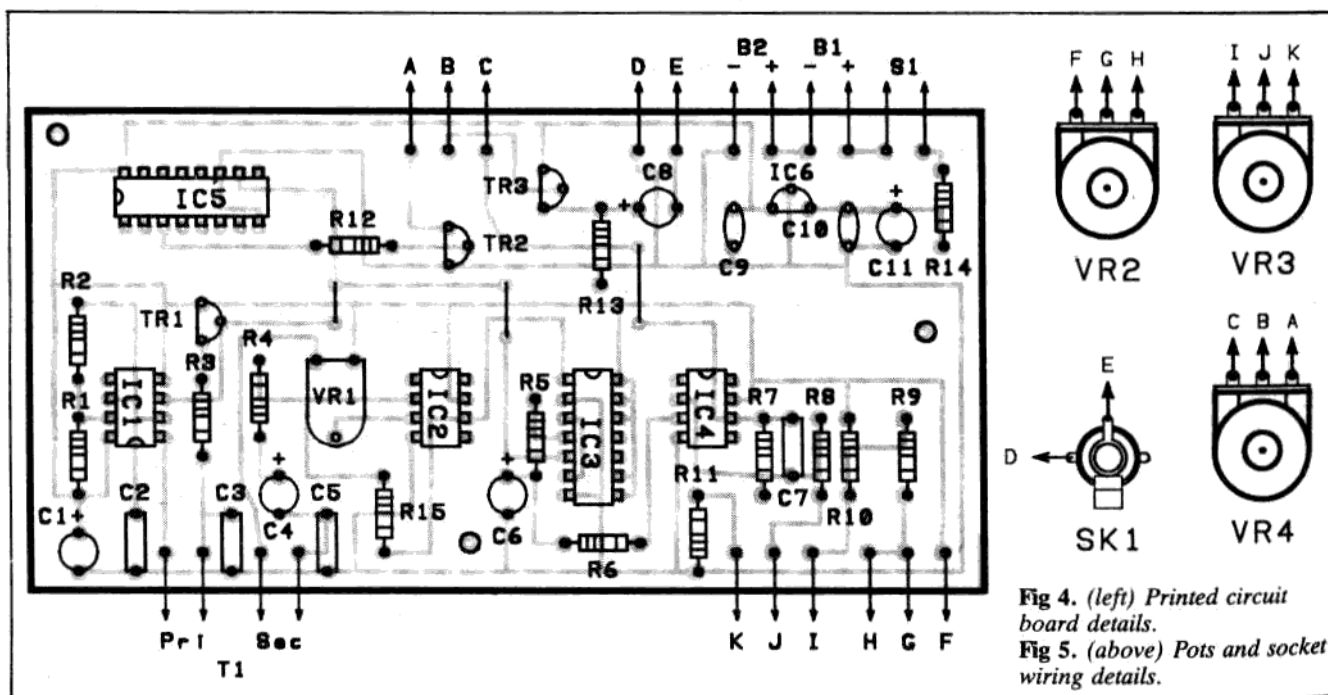 A B C D E B2 - + B1 - + S1
IC5
TR3
C8
+
IC6
+
R12
TR2
C10
C9
C11
R14
R13
R2
TR1
R4
R3
R1
IC1
VR1
IC2
R5
IC3
IC4
R7
R8
R9
C1+
C2
C3
+
C4
C5
R15
+
C6
R6
R11
C7
R10
Pri
Sec
T1
K J I H G F
F G H
VR2
I J K
VR3
E
D
SK1
C B A
VR4
Fig 4. (left) Printed circuit
board details.
Fig 5. (above) Pots and socket
wiring details.